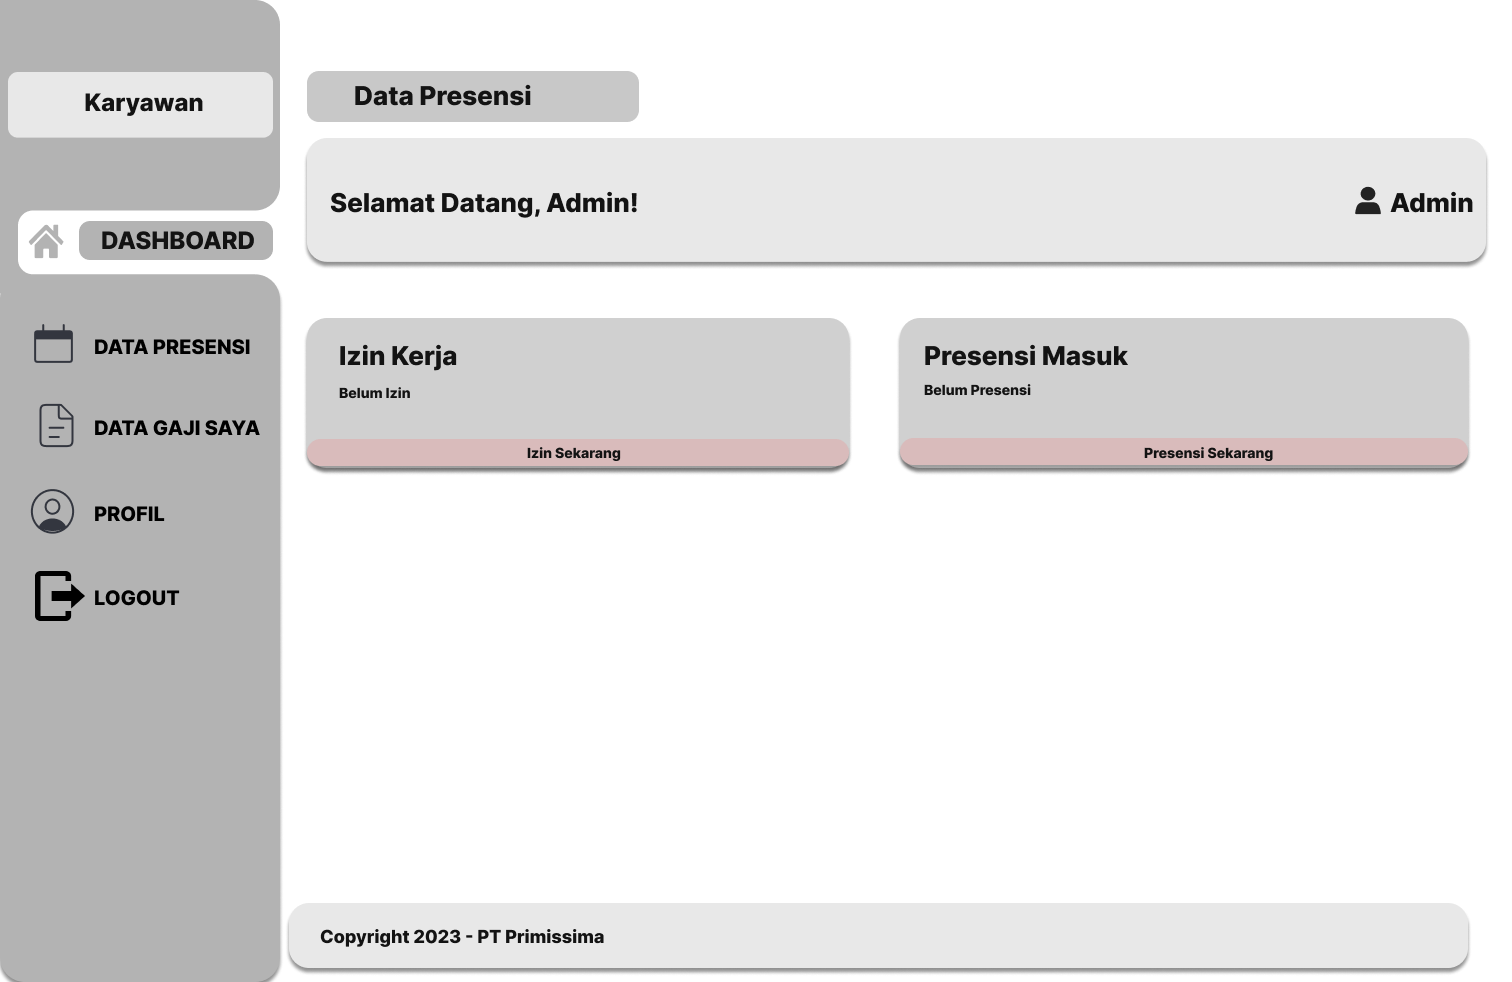 Karyawan
DASHBOARD
DATA PRESENSI
DATA GAJI SAYA
PROFIL
LOGOUT
Data Presensi
Selamat Datang, Admin!
Admin
Izin Kerja
Belum Izin
Izin Sekarang
Presensi Masuk
Belum Presensi
Presensi Sekarang
Copyright 2023 - PT Primissima